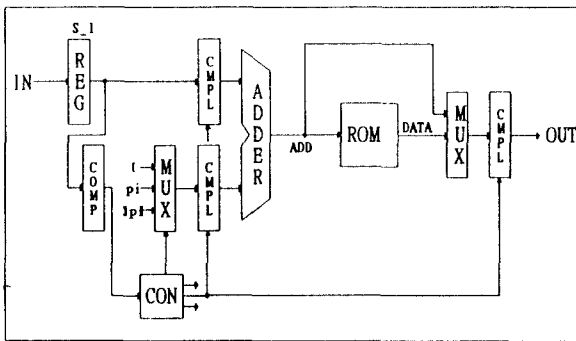 S_1
IN
REG
CMPL
ADDER
ADD
ROM
DATA
MUX
CMPL
OUT
COMP
pi
MUX
CMPL
CON